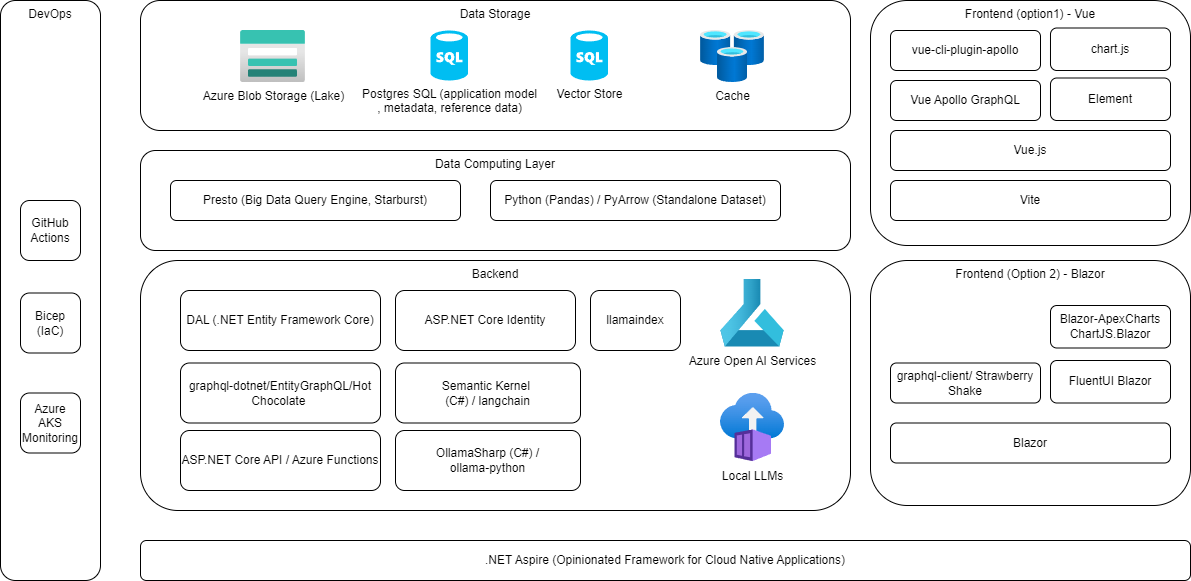 DevOps
GitHub
Actions
Bicep
(IaC)
Azure
AKS
Monitoring
Data Storage
SQL
SQL
Azure Blob Storage (Lake)
Postgres SQL (application model
, metadata, reference data)
Vector Store
Cache
Data Computing Layer
Presto (Big Data Query Engine, Starburst)
Python (Pandas) / PyArrow (Standalone Dataset)
Backend
DAL (.NET Entity Framework Core)
ASP.NET Core Identity
llamaindex
Azure Open AI Services
graphql-dotnet/EntityGraphQL/Hot
Chocolate
Semantic Kernel
(C#) / langchain
ASP.NET Core API / Azure Functions
OllamaSharp (C#) /
ollama-python
Local LLMs
Frontend (option1) - Vue
vue-cli-plugin-apollo
chart.js
Vue Apollo GraphQL
Element
Vue.js
Vite
Frontend (Option 2) - Blazor
Blazor-ApexCharts
ChartJS.Blazor
graphql-client/ Strawberry
Shake
FluentUI Blazor
Blazor
.NET Aspire (Opinionated Framework for Cloud Native Applications)